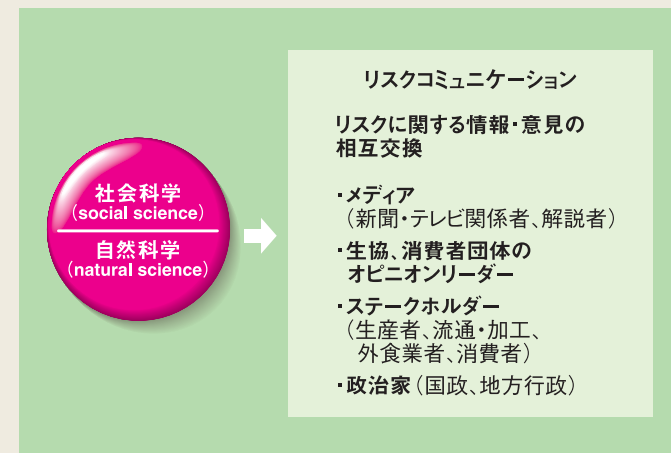 社会科学
(social science)
自然科学
(natural science)
リスクコミュニケーション
リスクに関する情報・意見の
相互交換
・メディア
（新聞・テレビ関係者、解説者）
・生協、消費者団体の
オピニオンリーダー
・ステークホルダー
（生産者、流通・加工、
外食業者、消費者）
・政治家（国政、地方行政）